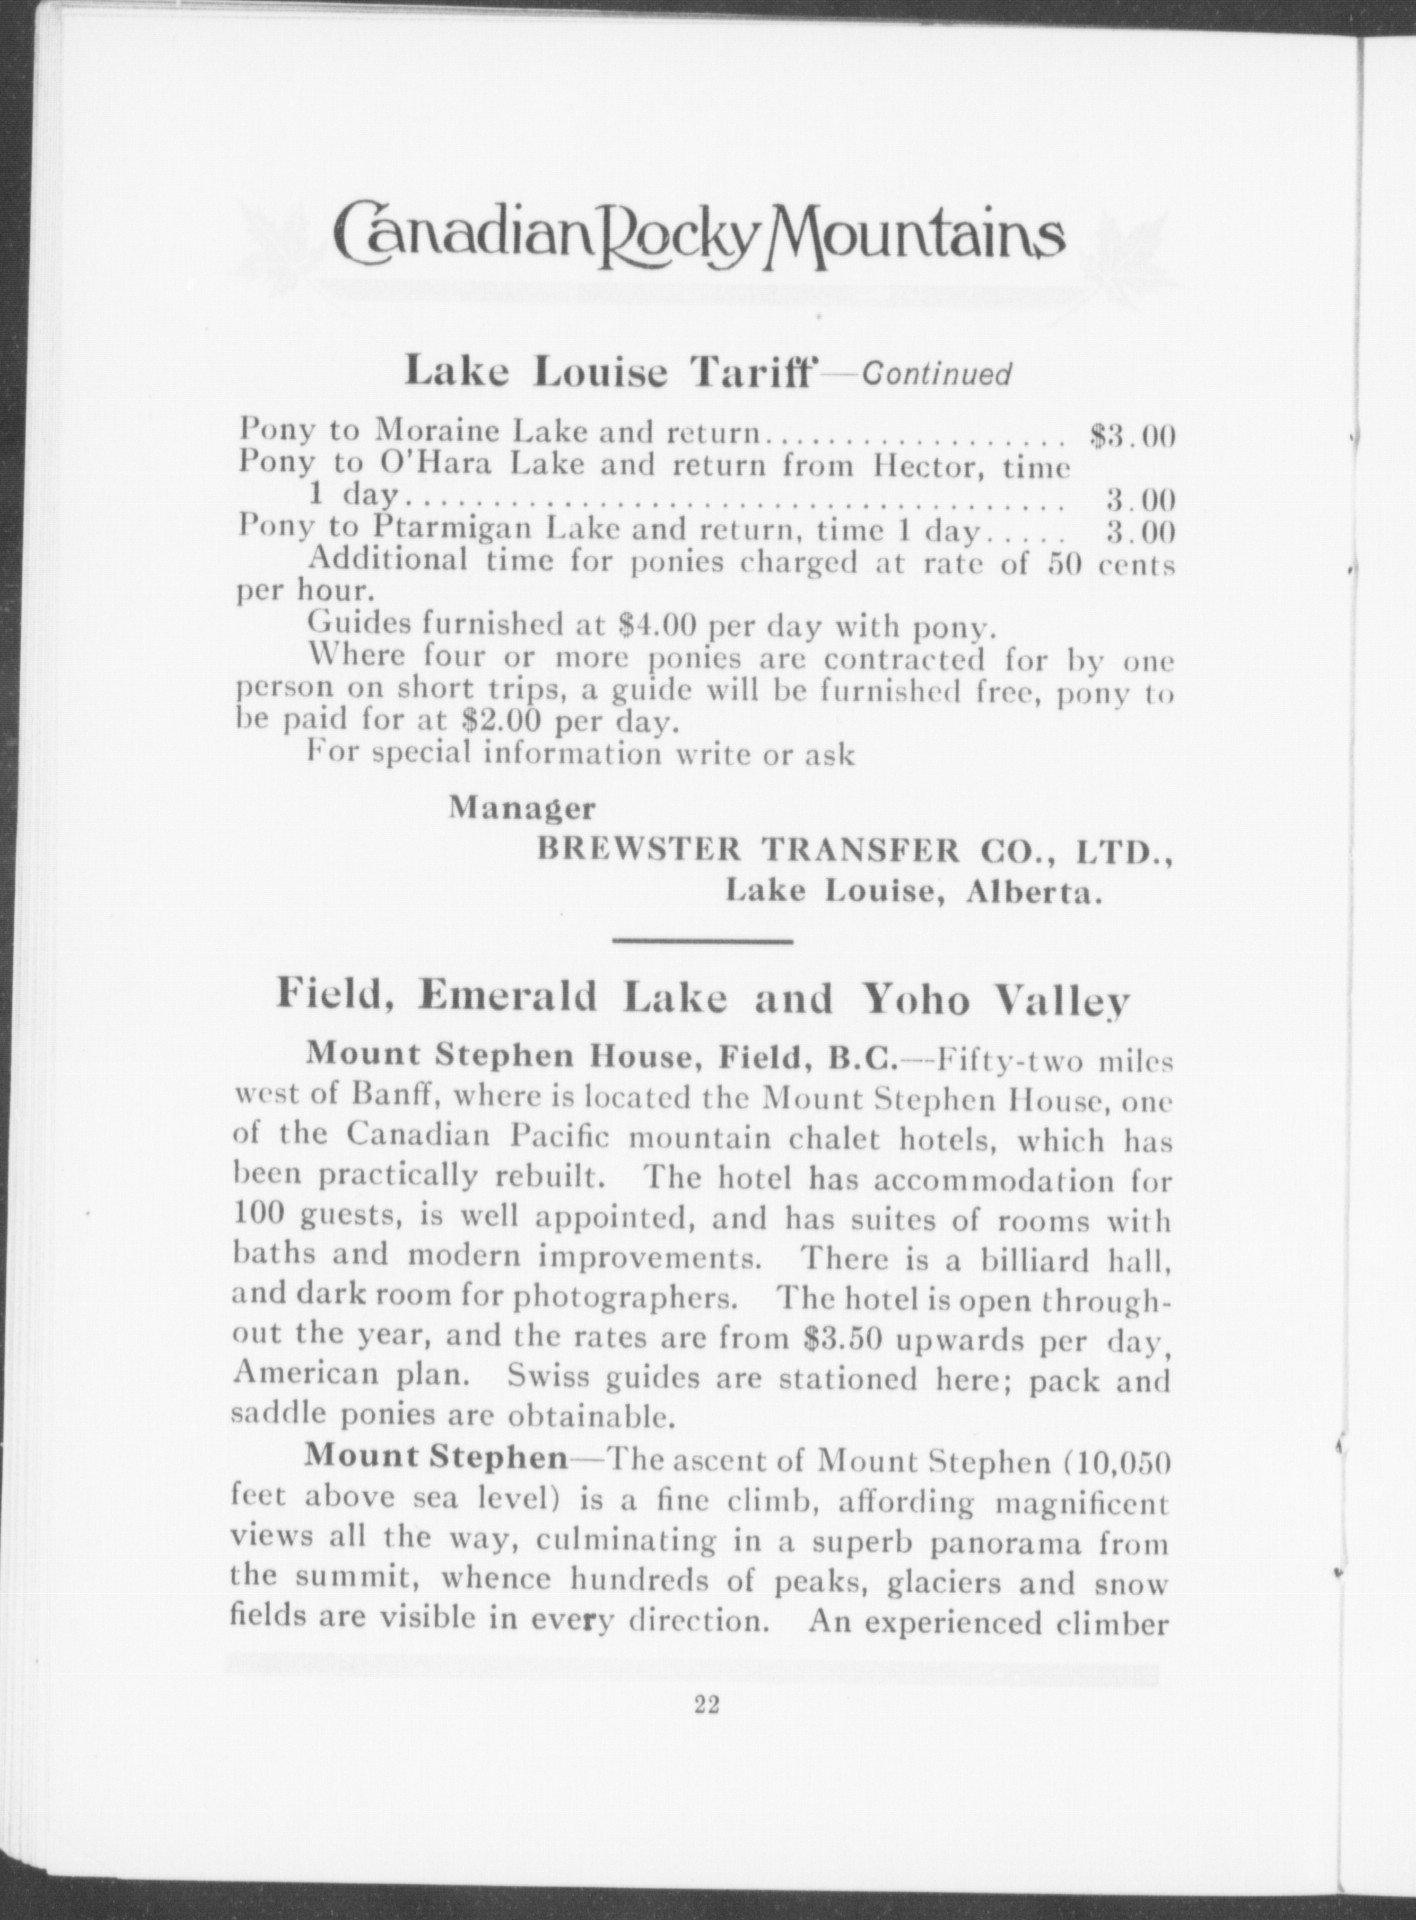 Canadian Rocky Mountains
Lake Louise Tariff—Continued
Pony to Moraine Lake and return.................. $3.00
Pony to O'Hara Lake and return from Hector, time
1 day...................................... 3.00
Pony to Ptarmigan Lake and return, time 1 day..... 3.00
Additional time for ponies charged at rate of 50 cents
per hour.
Guides furnished at $4.00 per day with pony.
Where four or more ponies are contracted for by one
person on short trips, a guide will be furnished free, pony to
be paid for at $2.00 per day.
For special information write or ask
Manager
BREWSTER TRANSFER CO., LTD.,
Lake Louise, Alberta.
Field, Emerald Lake and Yoho Valley
Mount Stephen House, Field, B.C.—Fifty-two miles
west of Banff, where is located the Mount Stephen House, one
of the Canadian Pacific mountain chalet hotels, which has
been practically rebuilt. The hotel has accommodation for
100 guests, is well appointed, and has suites of rooms with
baths and modern improvements. There is a billiard hall,
and dark room for photographers. The hotel is open through-
out the year, and the rates are from $3.50 upwards per day,
American plan. Swiss guides are stationed here; pack and
saddle ponies are obtainable.
Mount Stephen—The ascent of Mount Stephen (10,050
feet above sea level) is a fine climb, affording magnificent
views all the way, culminating in a superb panorama from
the summit, whence hundreds of peaks, glaciers and snow
fields are visible in every direction. An experienced climber
22